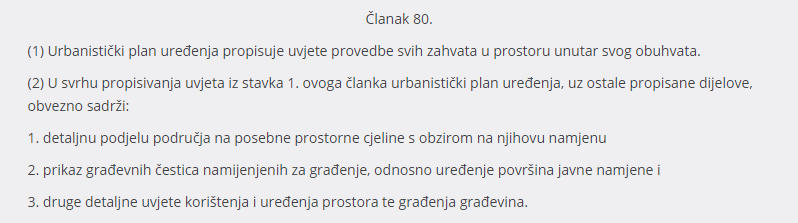 Članak 80.
(1) Urbanistički plan uređenja propisuje uvjete provedbe svih zahvata u prostoru unutar svog obuhvata.
(2) U svrhu propisivanja uvjeta iz stavka 1. ovoga članka urbanistički plan uređenja, uz ostale propisane dijelove,
obvezno sadrži:
1. detaljnu podjelu područja na posebne prostorne cjeline s obzirom na njihovu namjenu
2. prikaz građevnih čestica namijenjenih za građenje, odnosno uređenje površina javne namjene i
3. druge detaljne uvjete korištenja i uređenja prostora te građenja građevina.